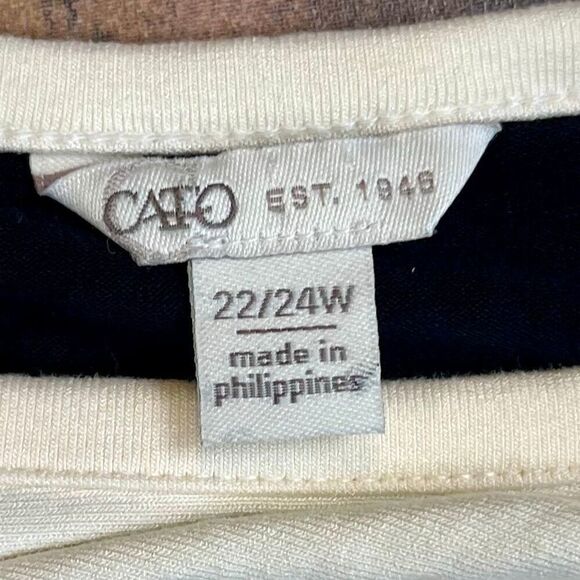 CATO EST. 1946
22/24W
made in
philippines